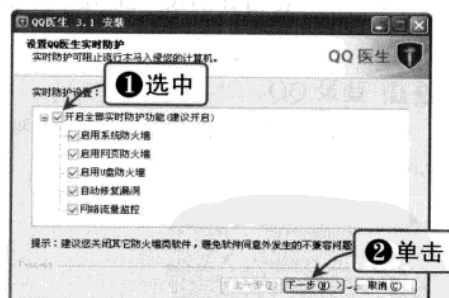 QQ医生 3.1 安装
设置QQ医生实时防护
实时防护可阻止流行木马入侵您的计算机。
QQ 医生
❶选中
实时防护设置：
开启全部实时防护功能(建议开启)
启用系统防火墙
启用网页防火墙
启用U盘防火墙
自动修复漏洞
网络流量监控
提示：建议您关闭其它防火墙类软件，避免软件间意外发生的不兼容问题
❷单击
<上一步(P)
下一步(N) >
取消(C)